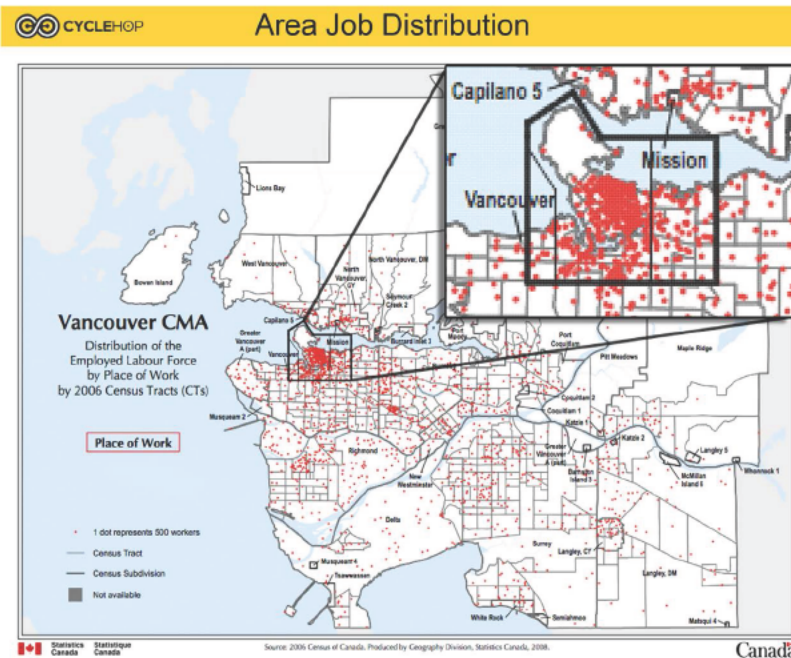 CYCLEHOP
Area Job Distribution
Capilano 5
Mission
Vancouver
Lions Bay
Bowen Island
West Vancouver
North Vancouver, DM
North
Vancouver,
CY
Seymour
Creek 2
Capilano 5
Greater
Vancouver
A (part)
Vancouver
Mission
Burrard Inlet 3
Port
Moody
Port
Coquitlam
Pitt Meadows
Maple Ridge
Vancouver CMA
Distribution of the
Employed Labour Force
by Place of Work
by 2006 Census Tracts (CTs)
Place of Work
Musqueam 2
Coquitlam 2
Coquitlam 1
Katzie 1
Katzie 2
Greater
Vancouver
A (part)
Barnston
Island 3
Langley 5
McMillan
Island 6
Whonnock 1
Richmond
New
Westminster
Delta
Surrey
Langley, CY
Langley, DM
Musqueam 4
Tsawwassen
White Rock
Semiahmoo
Matsqui 4
1 dot represents 500 workers
Census Tract
Census Subdivision
Not available
Statistics Statistique
Canada Canada
Source: 2006 Census of Canada. Produced by Geography Division, Statistics Canada, 2008.
Canada